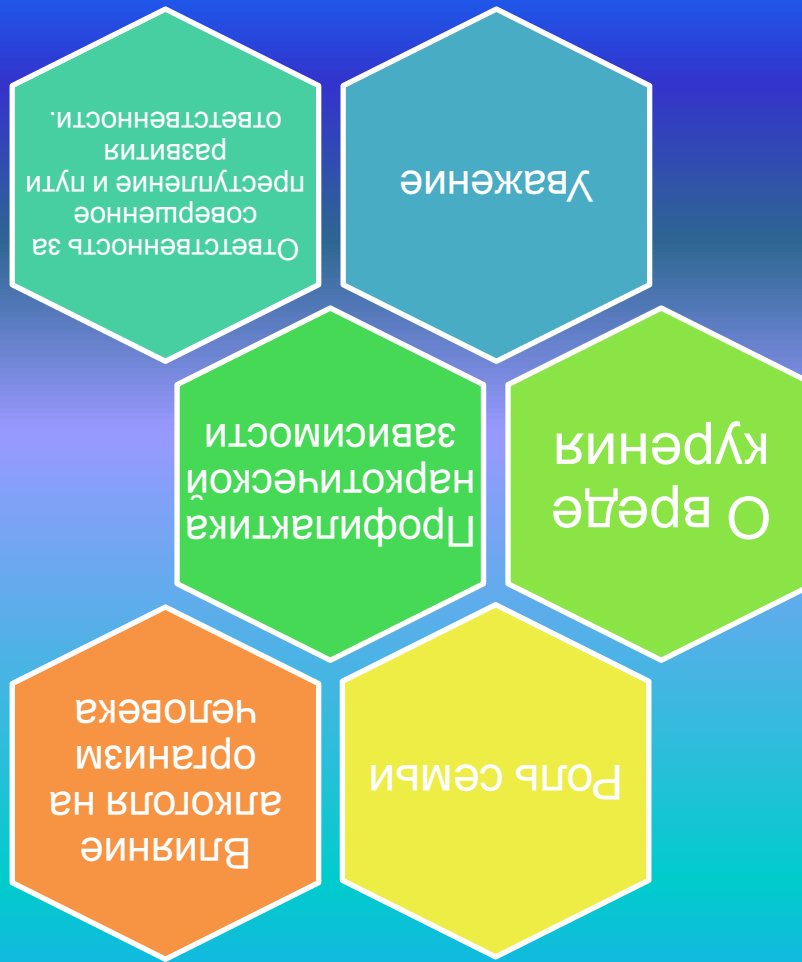 Роль семьи
Влияние
алкоголя на
организм
человека
О вреде
курения
Профилактика
наркотической
зависимости
Уважение
Ответственность за
совершенное
преступление и пути
развития
ответственности.